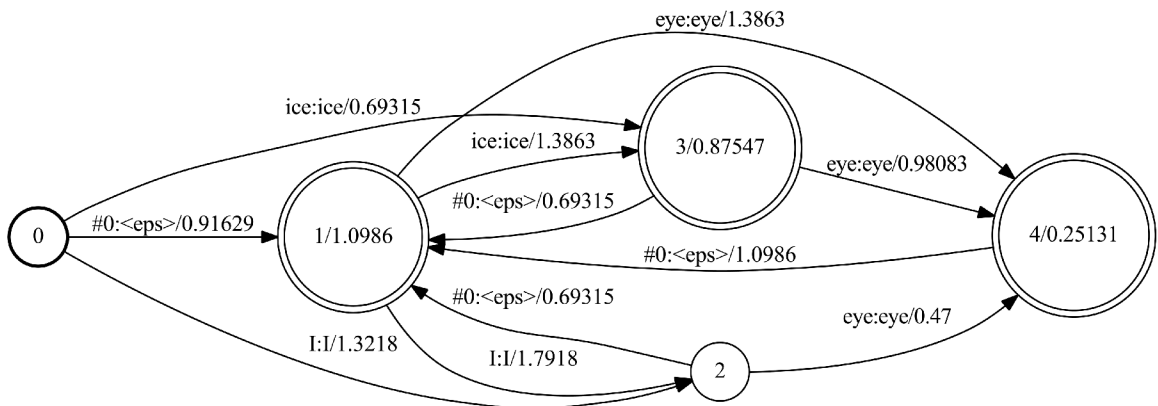 eye:eye/1.3863
ice:ice/0.69315
ice:ice/1.3863
3/0.87547
eye:eye/0.98083
#0:<eps>/0.69315
0
#0:<eps>/0.91629
1/1.0986
4/0.25131
#0:<eps>/1.0986
#0:<eps>/0.69315
eye:eye/0.47
I:I/1.3218
I:I/1.7918
2